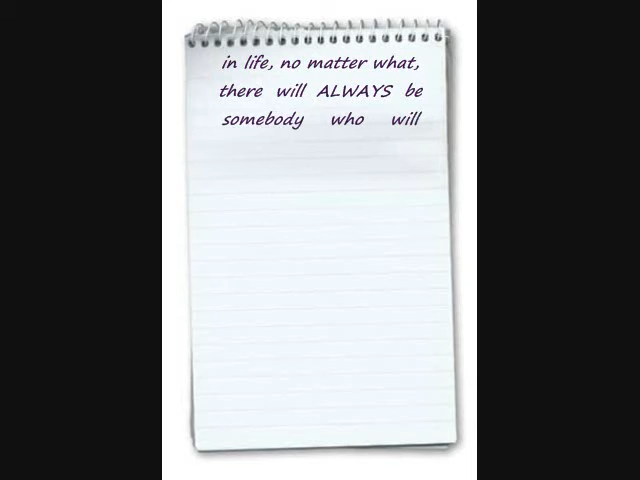 in life, no matter what,
there will ALWAYS be
somebody who will